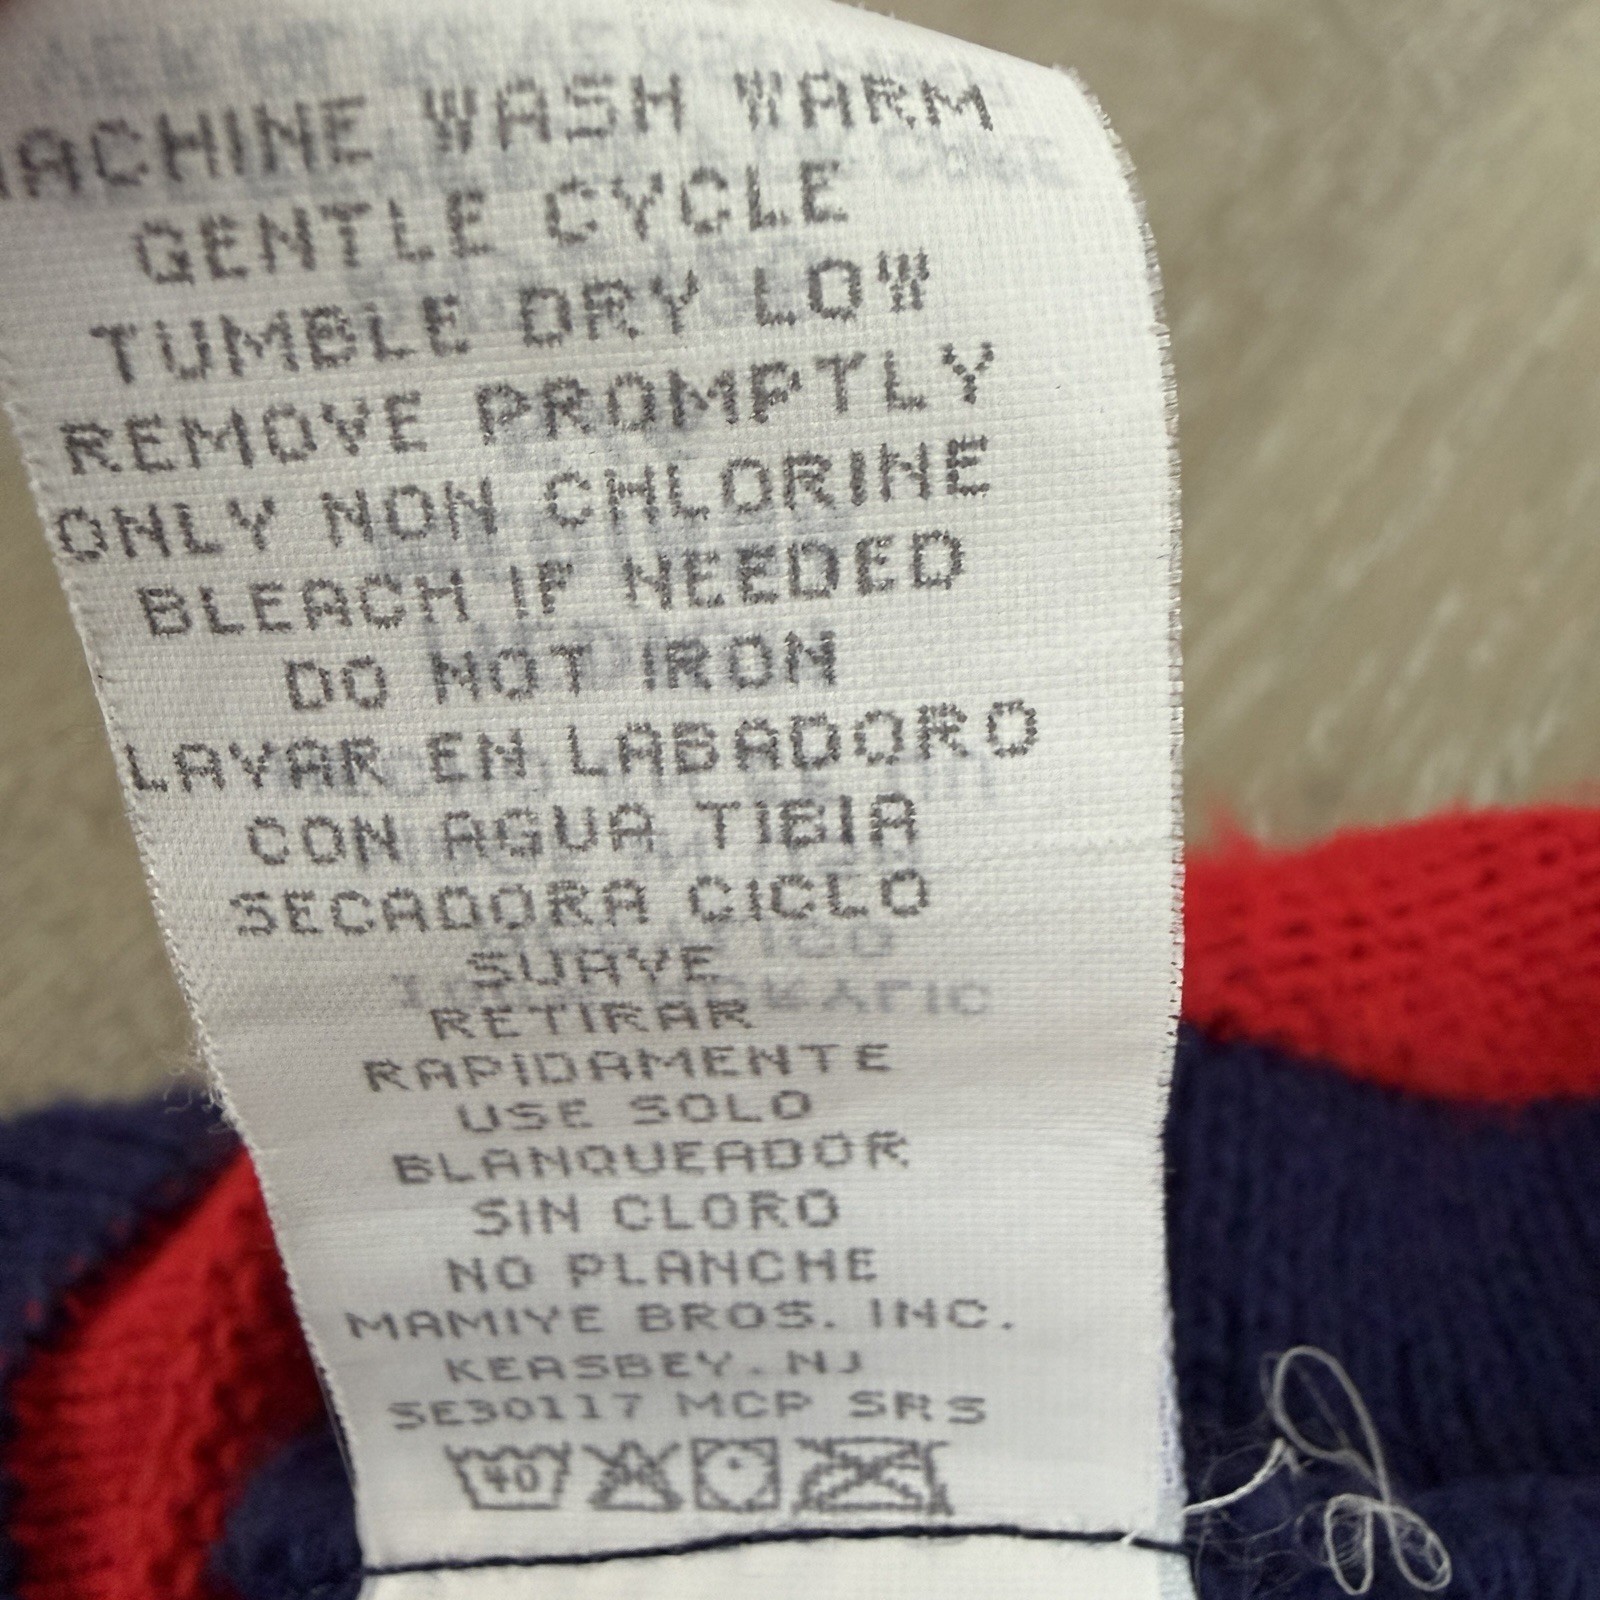 MACHINE WASH WARM
GENTLE CYCLE
TUMBLE DRY LOW
REMOVE PROMPTLY
ONLY NON CHLORINE
BLEACH IF NEEDED
DO NOT IRON
LAVAR EN LABADORO
CON AGUA TIBIA
SECADORA CICLO
SUAVE
RETIRAR
RAPIDAMENTE
USE SOLO
BLANQUEADOR
SIN CLORO
NO PLANCHE
MAMIYE BROS. INC.
KEASBEY.NJ
SE30117 MCP SRS
40